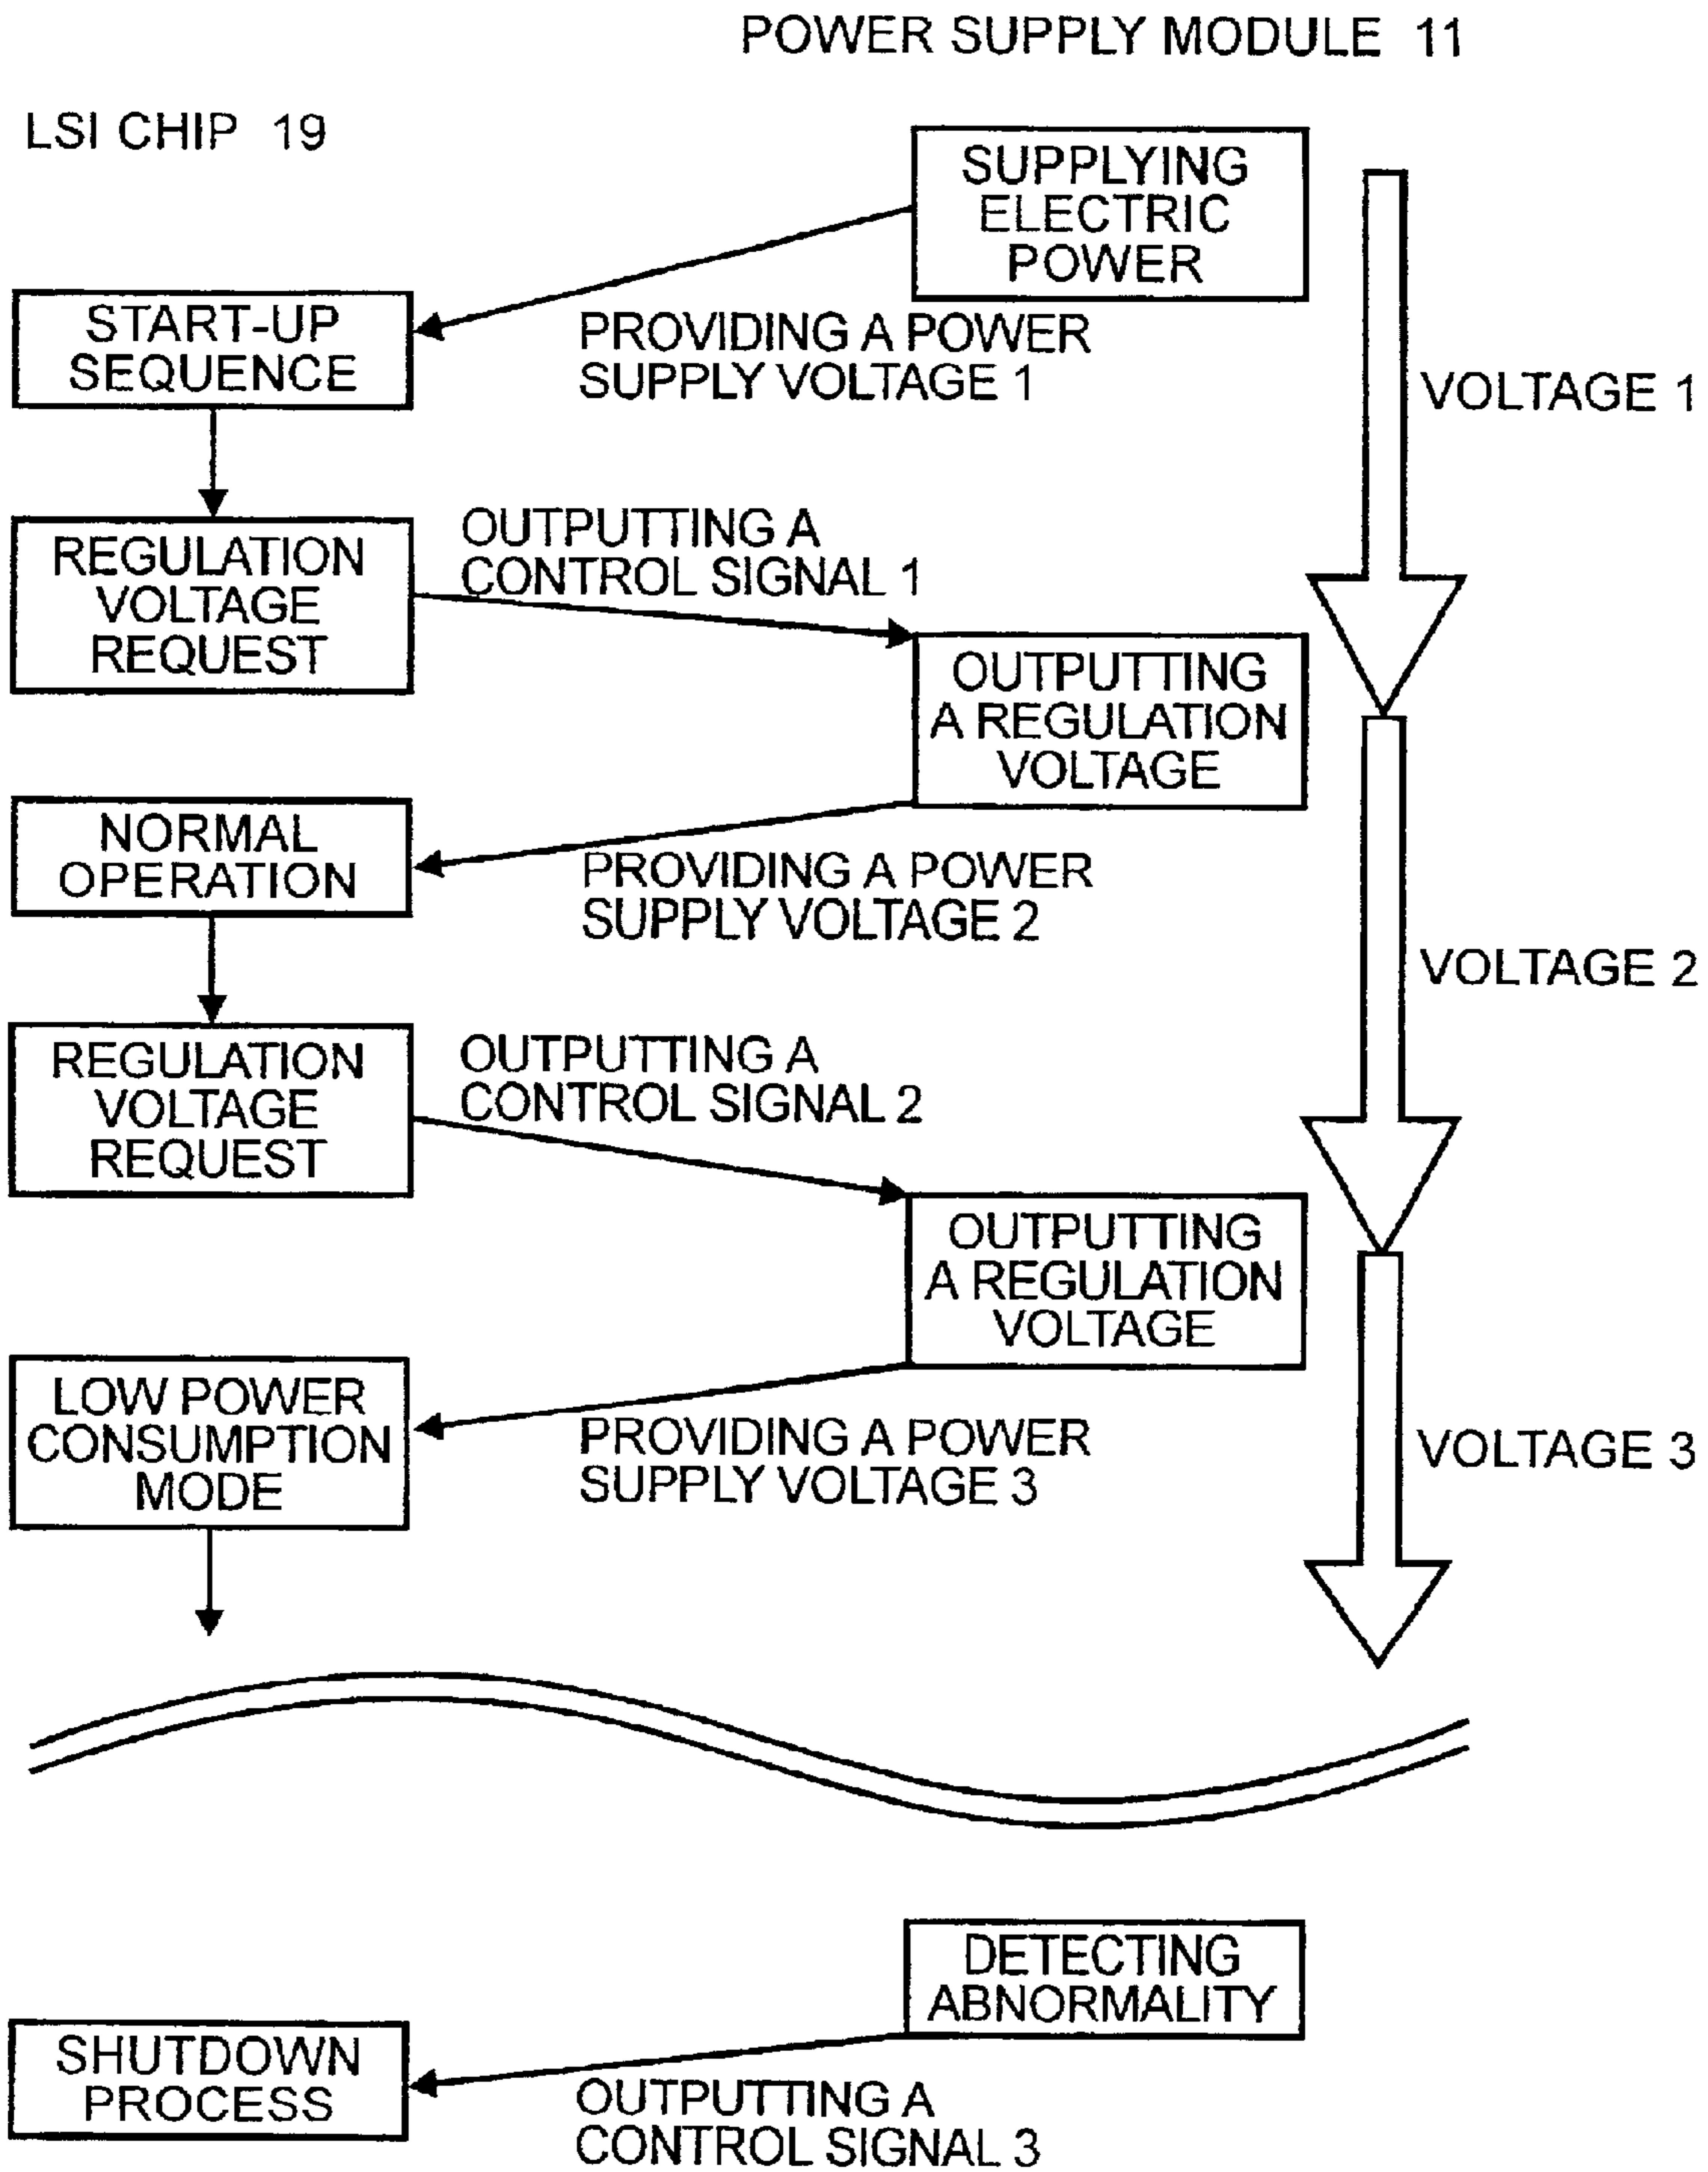 POWER SUPPLY MODULE 11
LSI CHIP 19
SUPPLYING
ELECTRIC
POWER
START-UP
SEQUENCE
PROVIDING A POWER
SUPPLY VOLTAGE 1
VOLTAGE 1
REGULATION
VOLTAGE
REQUEST
OUTPUTTING A
CONTROL SIGNAL 1
OUTPUTTING
A REGULATION
VOLTAGE
NORMAL
OPERATION
PROVIDING A POWER
SUPPLY VOLTAGE 2
VOLTAGE 2
REGULATION
VOLTAGE
REQUEST
OUTPUTTING A
CONTROL SIGNAL 2
OUTPUTTING
A REGULATION
VOLTAGE
LOW POWER
CONSUMPTION
MODE
PROVIDING A POWER
SUPPLY VOLTAGE 3
VOLTAGE 3
DETECTING
ABNORMALITY
SHUTDOWN
PROCESS
OUTPUTTING A
CONTROL SIGNAL 3